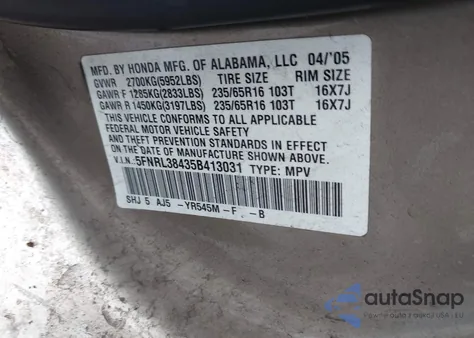 MFD. BY HONDA MFG. OF ALABAMA, LLC 04/'05
GVWR 2700KG(5952LBS) TIRE SIZE RIM SIZE
GAWR F 1285KG(2833LBS) 235/65R16 103T 16X7J
GAWR R 1450KG(3197LBS) 235/65R16 103T 16X7J
THIS VEHICLE CONFORMS TO ALL APPLICABLE
FEDERAL MOTOR VEHICLE SAFETY AND
THEFT PREVENTION STANDARDS IN EFFECT ON
THE DATE OF MANUFACTURE SHOWN ABOVE.
V.I.N.:5FNRL38435B413031 TYPE: MPV
SHJ 5 AJ5 -YR545M -F -B
autoSnap